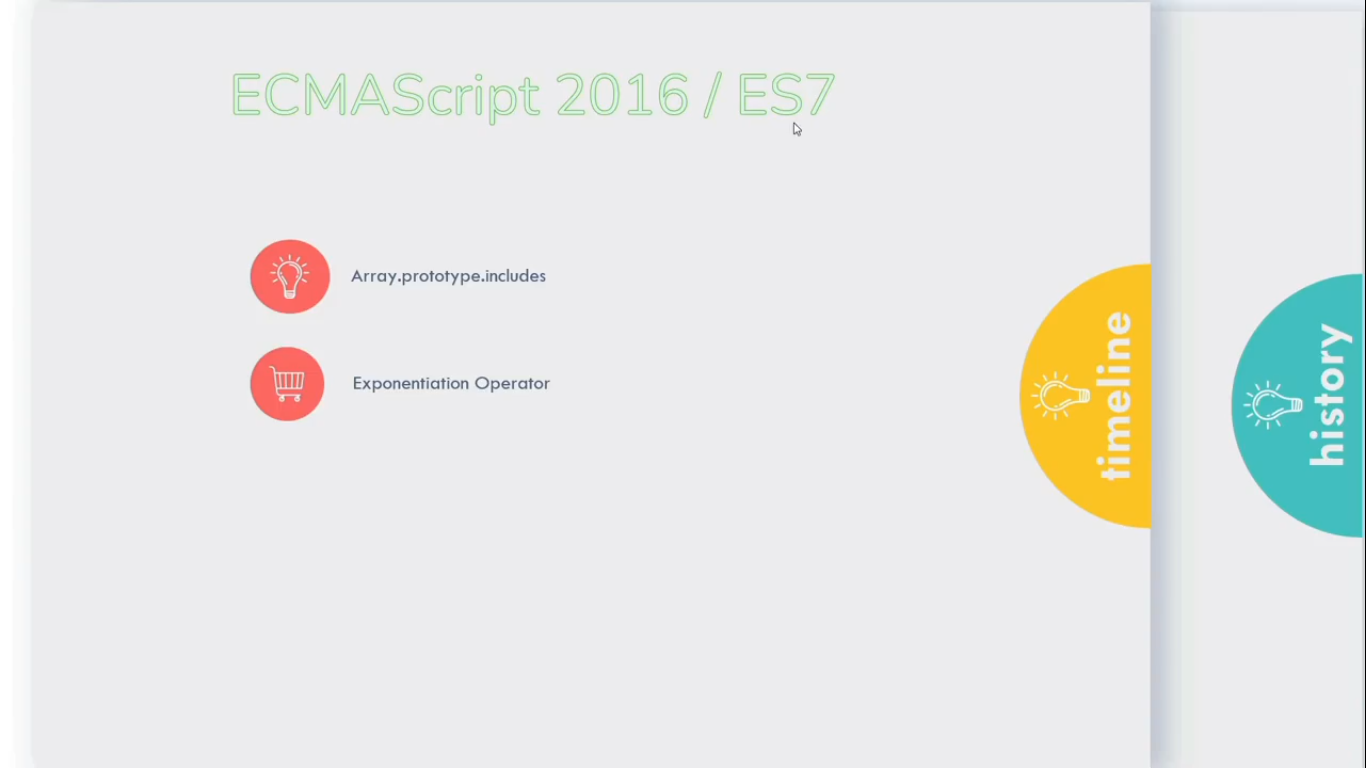 ECMAScript 2016 / ES7
Array.prototype.includes
Exponentiation Operator
timeline
history